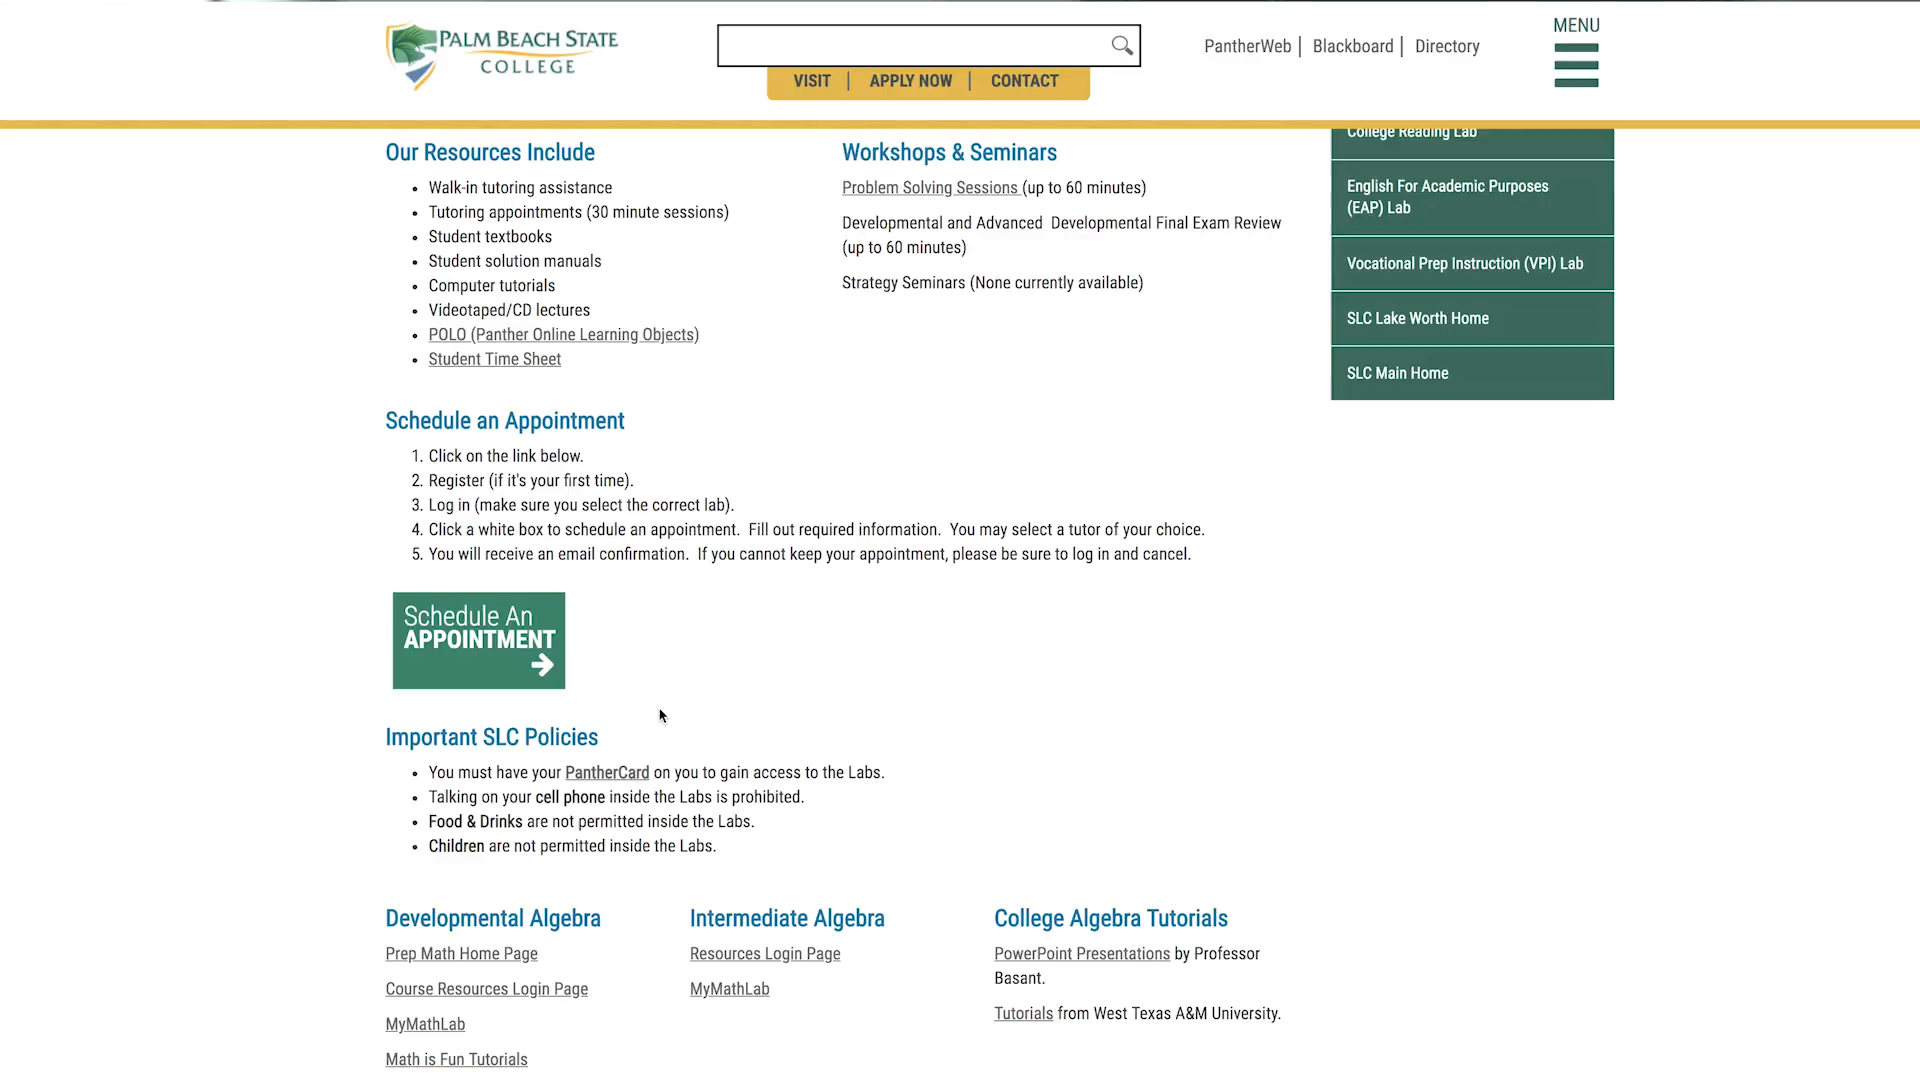 PALM BEACH STATE
COLLEGE
VISIT | APPLY NOW | CONTACT
PantherWeb | Blackboard | Directory
MENU
Our Resources Include
• Walk-in tutoring assistance
• Tutoring appointments (30 minute sessions)
• Student textbooks
• Student solution manuals
• Computer tutorials
• Videotaped/CD lectures
• POLO (Panther Online Learning Objects)
• Student Time Sheet
Workshops & Seminars
Problem Solving Sessions (up to 60 minutes)
Developmental and Advanced Developmental Final Exam Review
(up to 60 minutes)
Strategy Seminars (None currently available)
College Reading Lab
English For Academic Purposes
(EAP) Lab
Vocational Prep Instruction (VPI) Lab
SLC Lake Worth Home
SLC Main Home
Schedule an Appointment
1. Click on the link below.
2. Register (if it's your first time).
3. Log in (make sure you select the correct lab).
4. Click a white box to schedule an appointment. Fill out required information. You may select a tutor of your choice.
5. You will receive an email confirmation. If you cannot keep your appointment, please be sure to log in and cancel.
Schedule An
APPOINTMENT
Important SLC Policies
• You must have your PantherCard on you to gain access to the Labs.
• Talking on your cell phone inside the Labs is prohibited.
• Food & Drinks are not permitted inside the Labs.
• Children are not permitted inside the Labs.
Developmental Algebra
Prep Math Home Page
Course Resources Login Page
MyMathLab
Math is Fun Tutorials
Intermediate Algebra
Resources Login Page
MyMathLab
College Algebra Tutorials
PowerPoint Presentations by Professor
Basant.
Tutorials from West Texas A&M University.